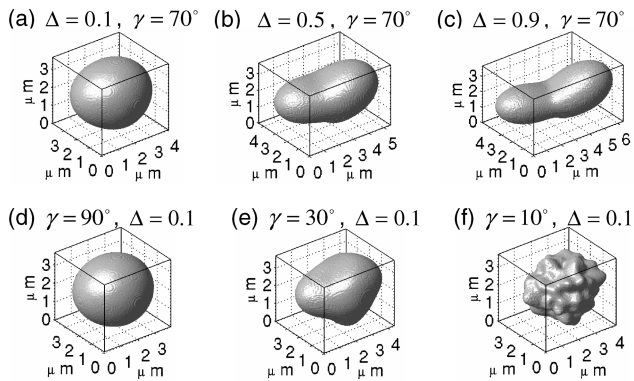 (a) Δ = 0.1, γ = 70° (b) Δ = 0.5, γ = 70° (c) Δ = 0.9, γ = 70°
μm 3 2 1 0
3 2 1 0 0 1 2 3 4
μm μm
μm 3 2 1 0
4 3 2 1 0 0 1 2 3 4 5
μm μm
μm 3 2 1 0
4 3 2 1 0 0 1 2 3 4 5 6
μm μm
(d) γ = 90°, Δ = 0.1 (e) γ = 30°, Δ = 0.1 (f) γ = 10°, Δ = 0.1
μm 3 2 1 0
3 2 1 0 0 1 2 3
μm μm
μm 3 2 1 0
3 2 1 0 0 1 2 3 4
μm μm
μm 3 2 1 0
3 2 1 0 0 1 2 3
μm μm